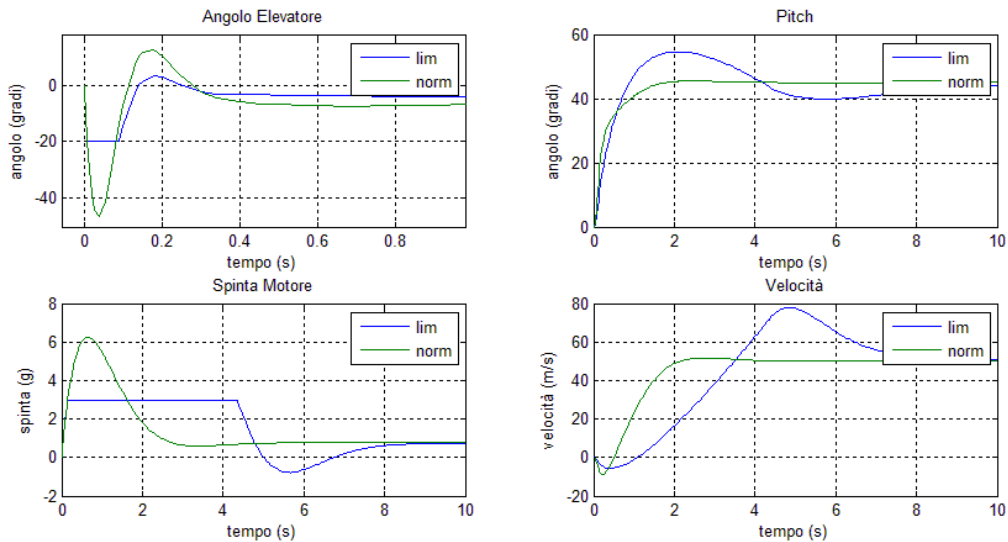 Angolo Elevatore
angolo (gradi)
0
-20
-40
0
0.2
0.4
0.6
0.8
tempo (s)
lim
norm
Pitch
angolo (gradi)
60
40
20
0
0
2
4
6
8
10
tempo (s)
lim
norm
Spinta Motore
spinta (g)
8
6
4
2
0
-2
0
2
4
6
8
10
tempo (s)
lim
norm
Velocità
velocità (m/s)
80
60
40
20
0
-20
0
2
4
6
8
10
tempo (s)
lim
norm